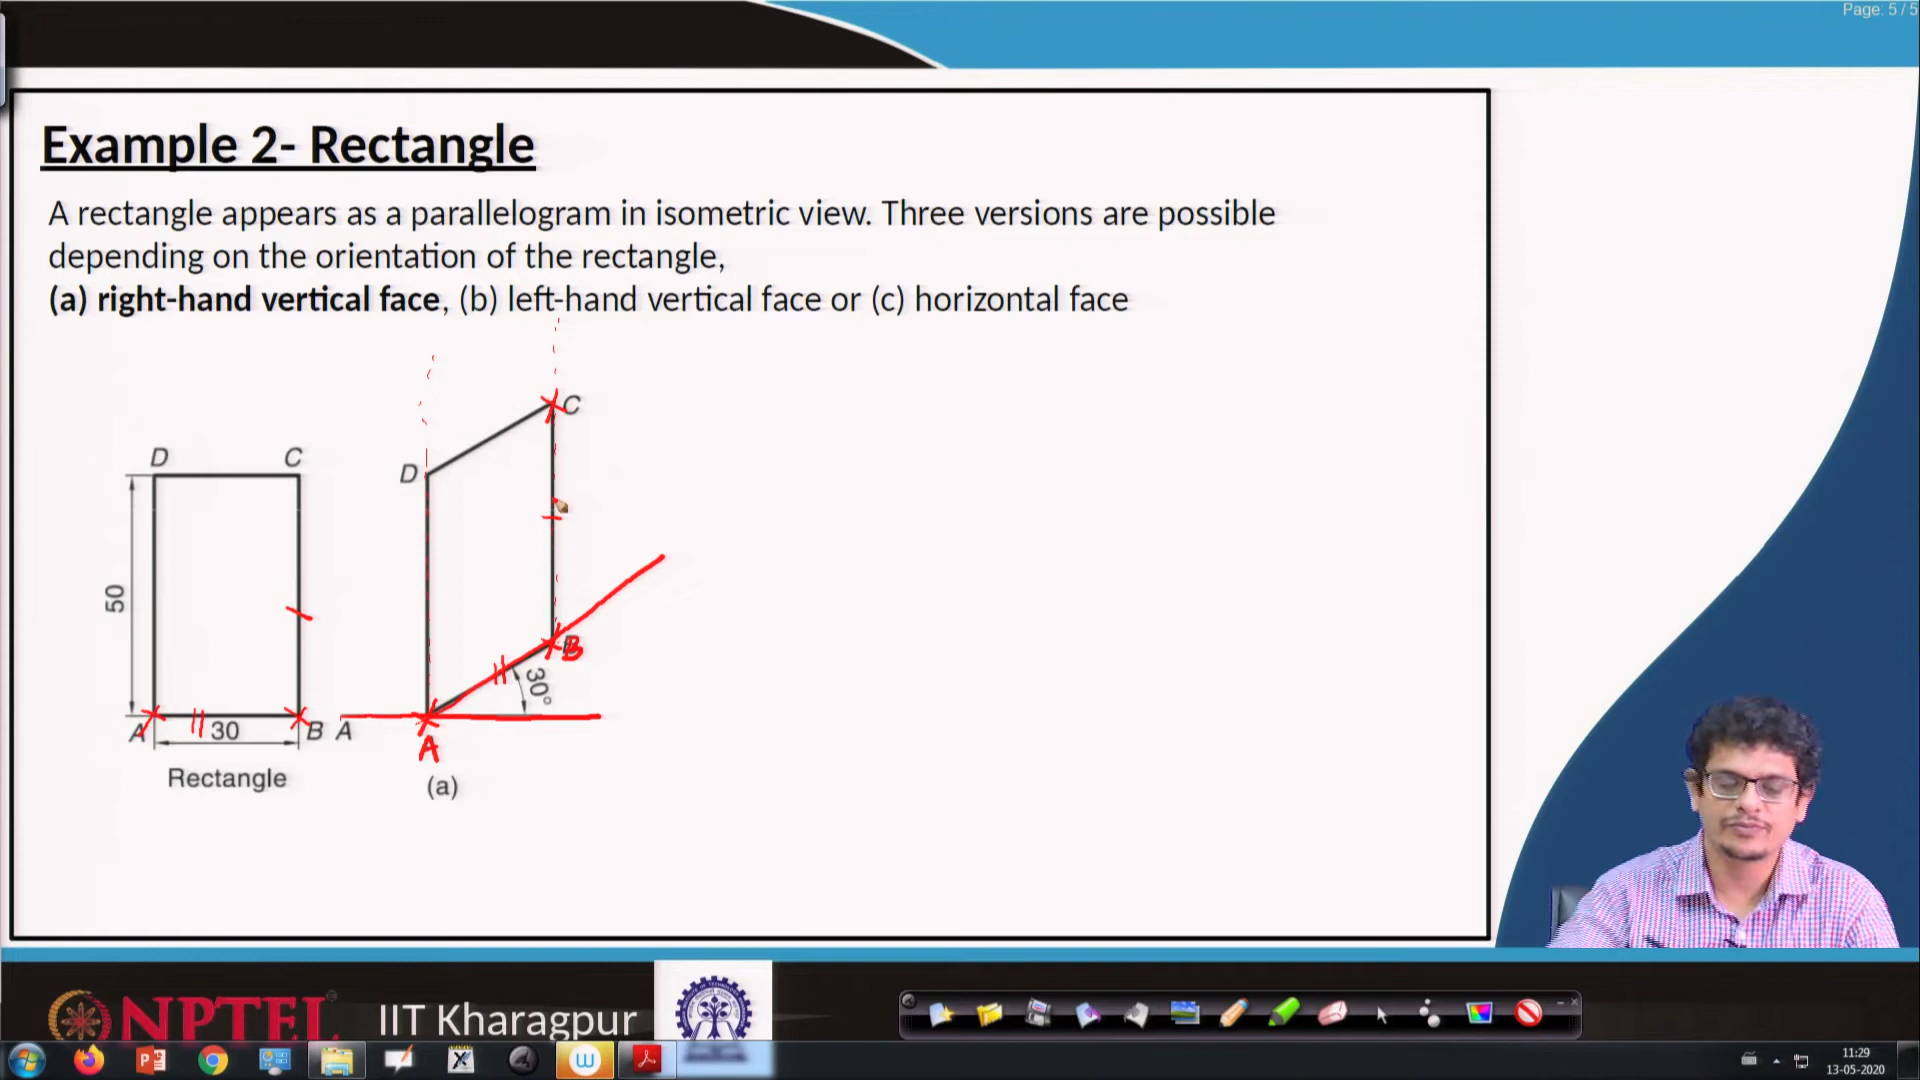 Page: 5 / 5
Example 2- Rectangle
A rectangle appears as a parallelogram in isometric view. Three versions are possible
depending on the orientation of the rectangle,
(a) right-hand vertical face, (b) left-hand vertical face or (c) horizontal face
C
D C
D
50
B
30°
A 30 B A
A
Rectangle
(a)
NPTEL IIT Kharagpur
11:29
13-05-2020